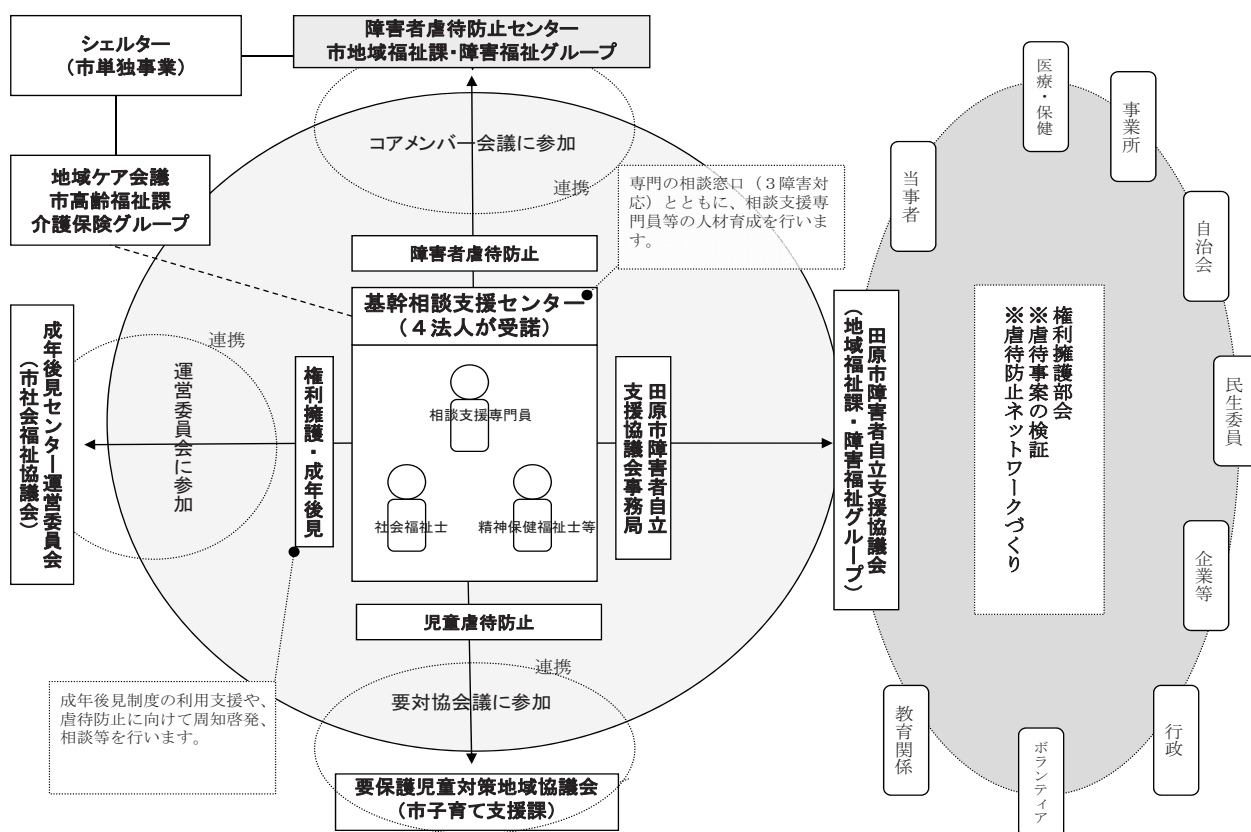 シェルター
（市単独事業）
障害者虐待防止センター
市地域福祉課・障害福祉グループ
コアメンバー会議に参加
連携
地域ケア会議
市高齢福祉課
介護保険グループ
専門の相談窓口（３障害対
応）とともに、相談支援専
門員等の人材育成を行いま
す。
障害者虐待防止
基幹相談支援センター
（４法人が受諾）
相談支援専門員
社会福祉士
精神保健福祉士等
成年後見センター運営委員会
（市社会福祉協議会）
連携
運営委員会に参加
権利擁護・成年後見
田原市障害者自立
支援協議会事務局
田原市障害者自立支援協議会
（地域福祉課・障害福祉グループ）
児童虐待防止
連携
要対協会議に参加
成年後見制度の利用支援や、
虐待防止に向けて周知啓発、
相談等を行います。
要保護児童対策地域協議会
（市子育て支援課）
権利擁護部会
※虐待事案の検証
※虐待防止ネットワークづくり
当事者
医療・保健
事業所
自治会
民生委員
企業等
行政
ボランティア
教育関係